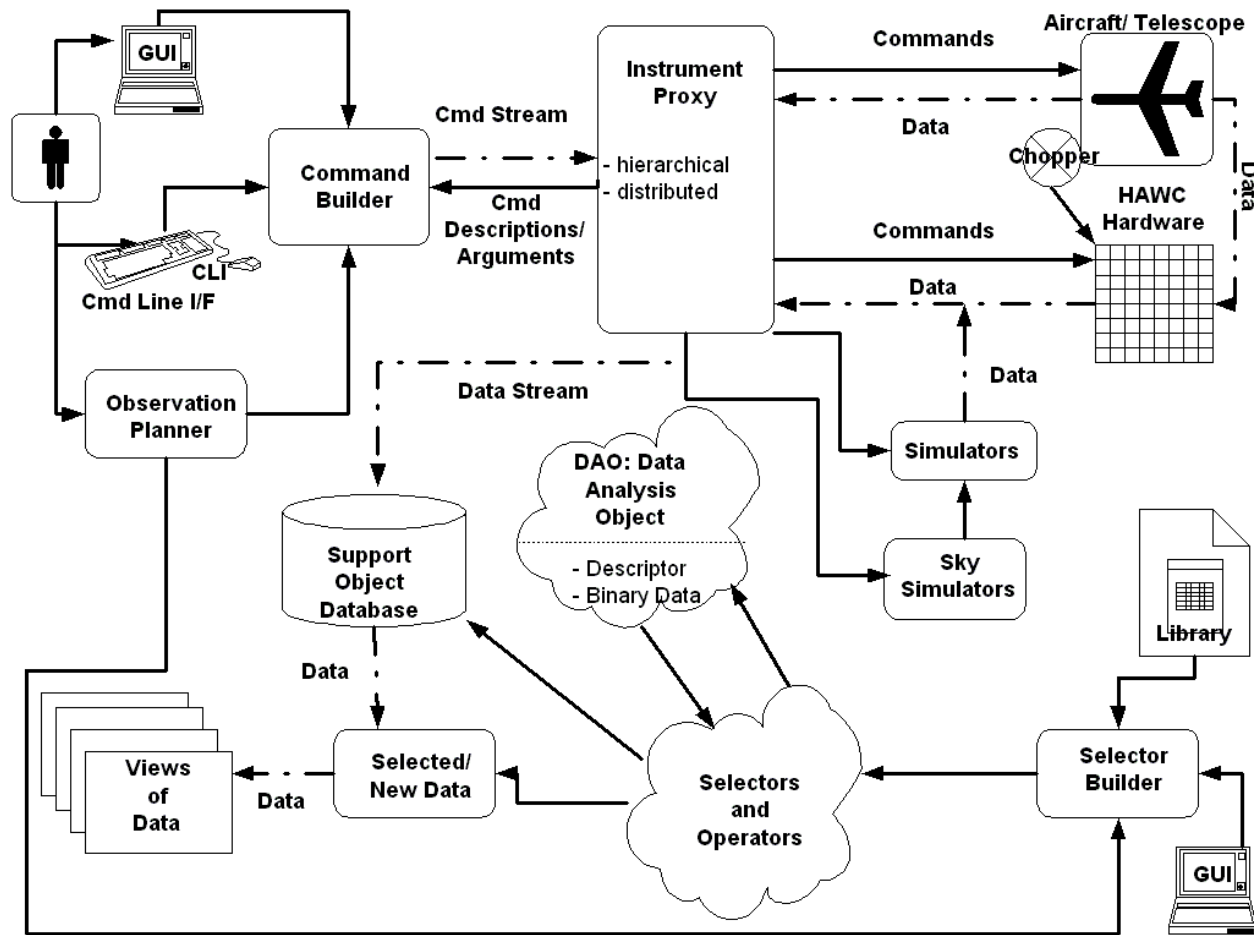 GUI
Cmd Stream
Command
Builder
Cmd
Descriptions/
Arguments
CLI
Cmd Line I/F
Observation
Planner
Instrument
Proxy
- hierarchical
- distributed
Commands
Data
Aircraft/ Telescope
Chopper
Data
HAWC
Hardware
Commands
Data
Data
Data Stream
Simulators
Sky
Simulators
DAO: Data
Analysis
Object
- Descriptor
- Binary Data
Support
Object
Database
Data
Library
Views
of
Data
Data
Selected/
New Data
Selectors
and
Operators
Selector
Builder
GUI